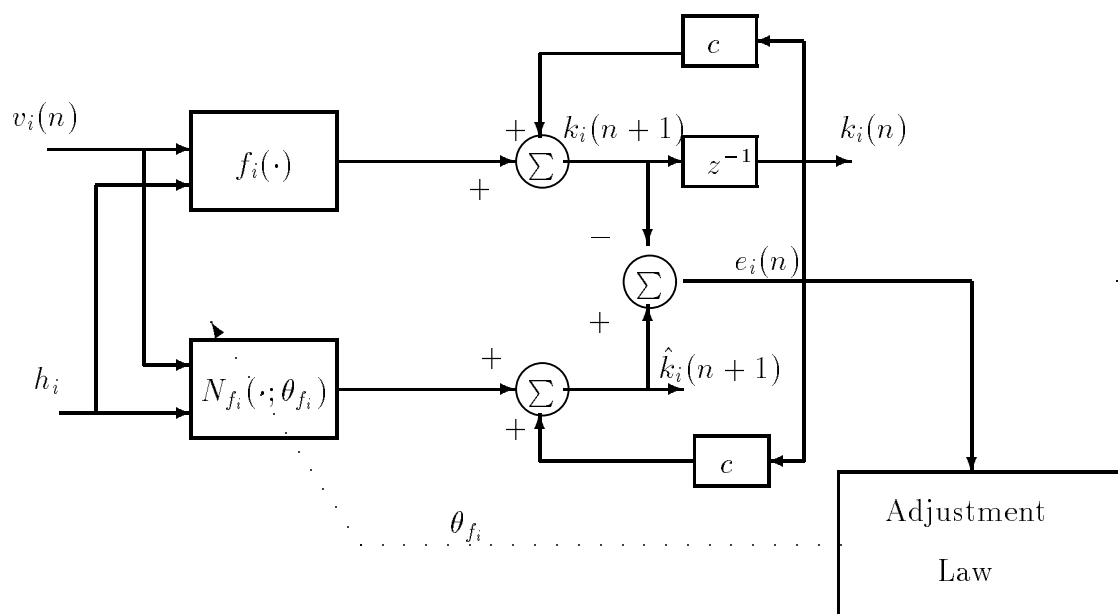 c
v_i(n)
+
k_i(n + 1)
k_i(n)
f_i(·)
Σ
z^{-1}
+
−
e_i(n)
Σ
+
+
\hat{k}_i(n + 1)
h_i
N_{f_i}(·; θ_{f_i})
Σ
+
c
Adjustment
θ_{f_i}
Law